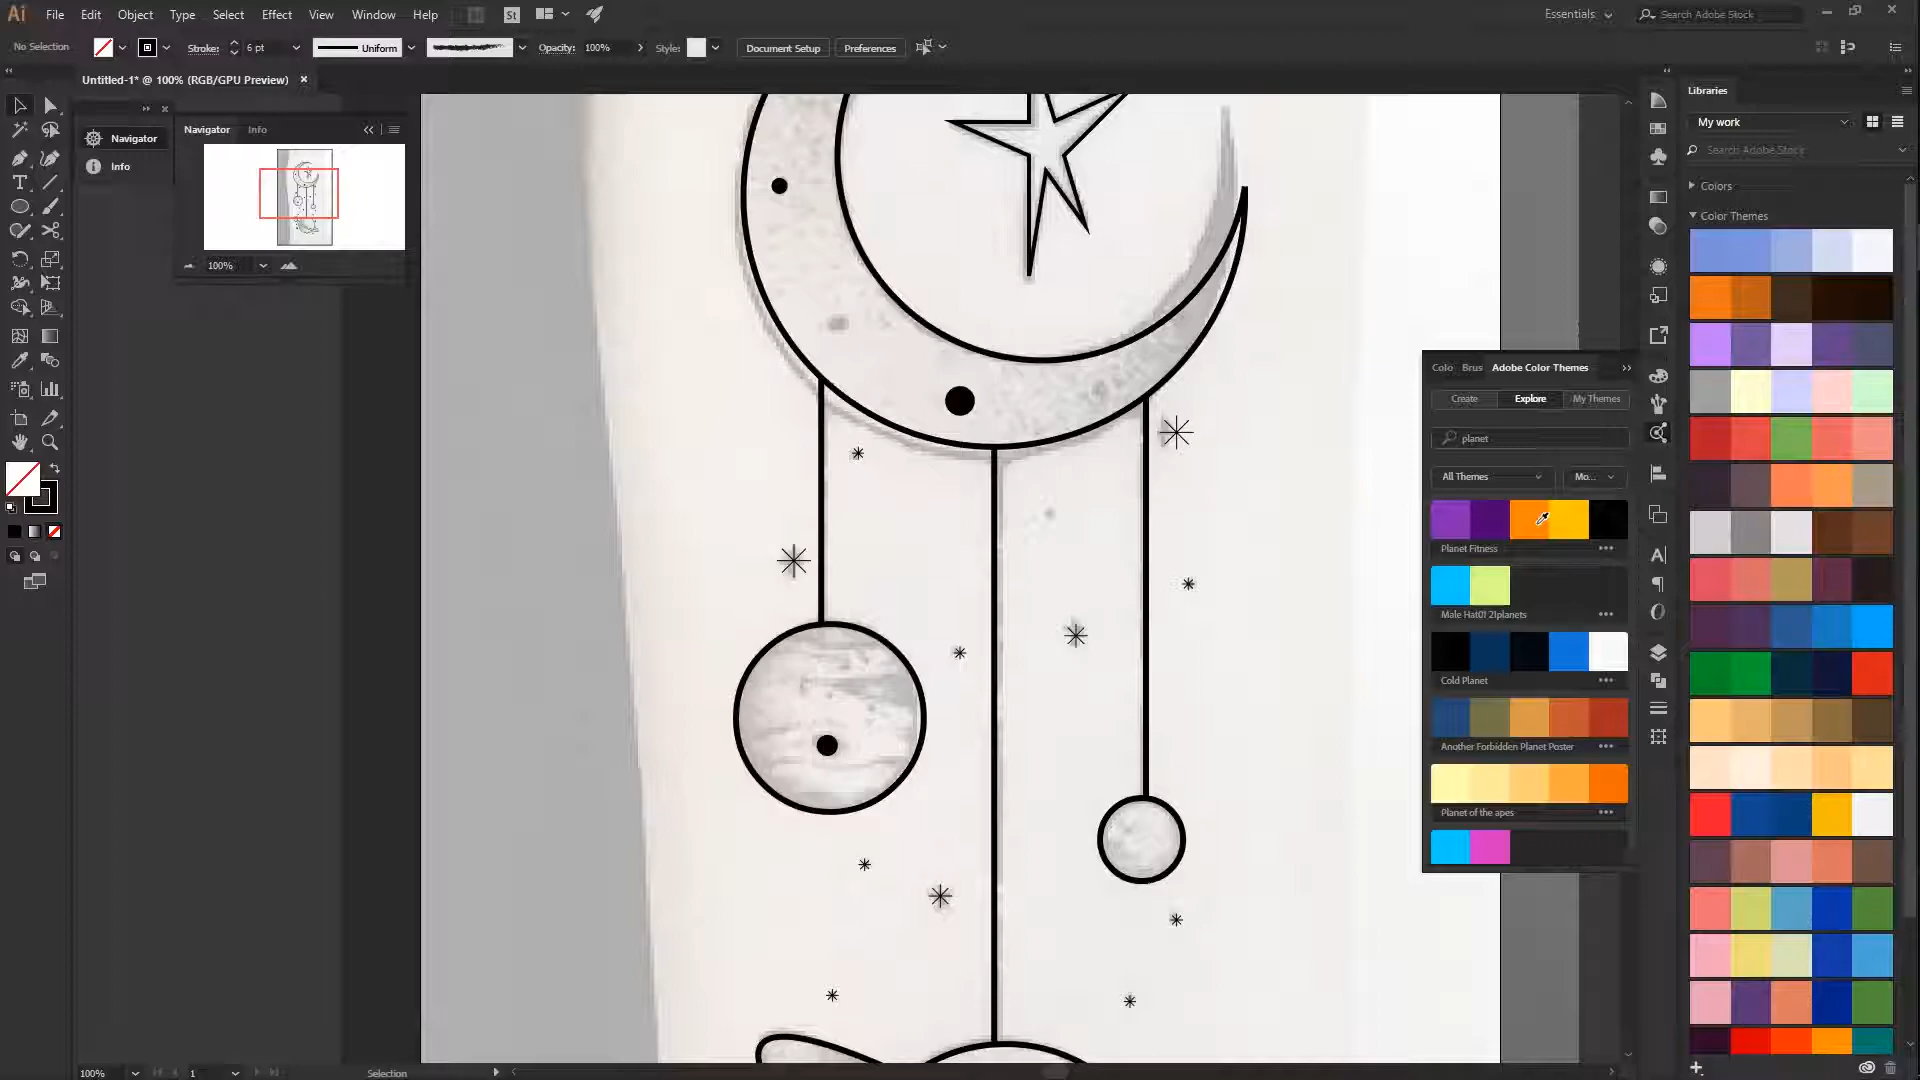 Ai File Edit Object Type Select Effect View Window Help St Essentials Search Adobe Stock
No Selection Stroke: 6 pt Uniform Opacity: 100% Style: Document Setup Preferences
Untitled-1* @ 100% (RGB/GPU Preview)
Navigator
Info
Navigator Info
100%
Libraries
My work
Search Adobe Stock
Colors
Color Themes
Colo Brus Adobe Color Themes
Create Explore My Themes
planet
All Themes Mo...
Planet Fitness
Male Hat01 21planets
Cold Planet
Another Forbidden Planet Poster
Planet of the apes
100% 1 Selection